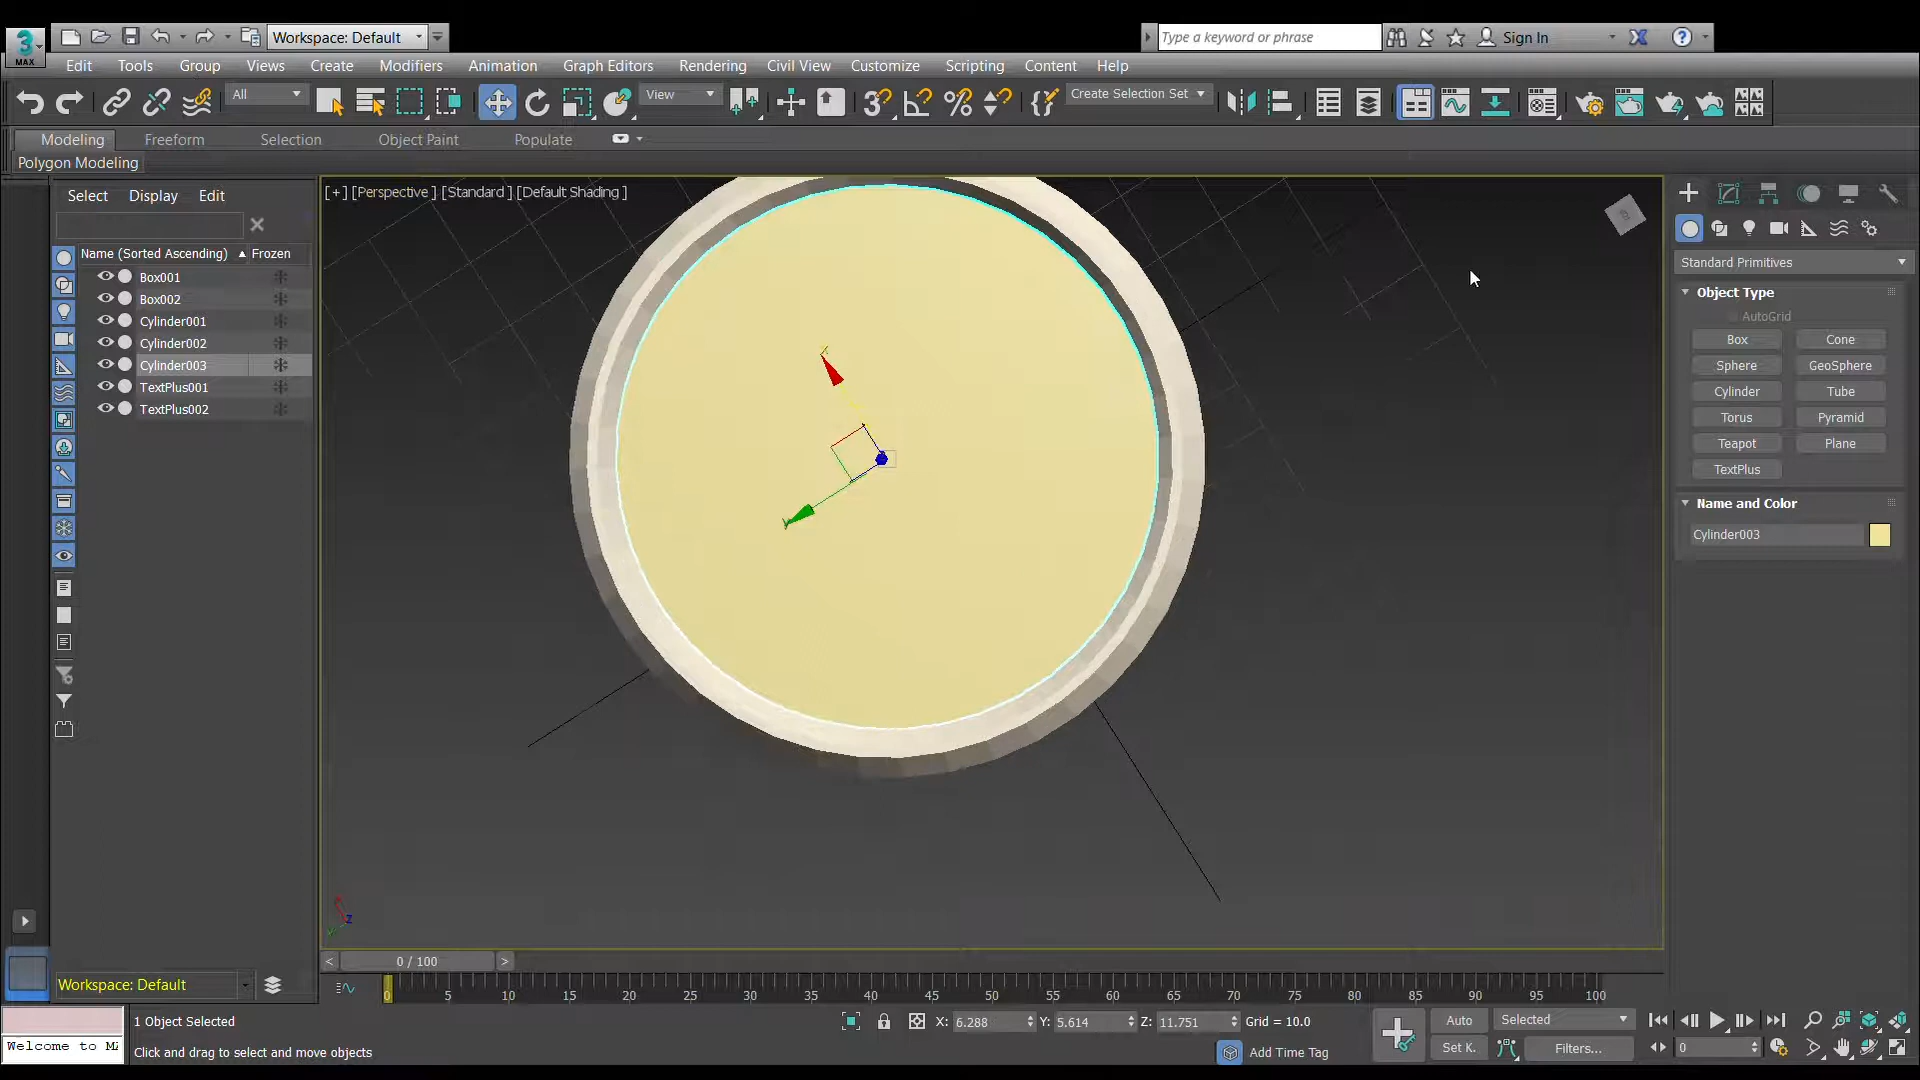 3
MAX
Workspace: Default
Type a keyword or phrase
Sign In
Edit Tools Group Views Create Modifiers Animation Graph Editors Rendering Civil View Customize Scripting Content Help
All
View
Create Selection Set
Modeling Freeform Selection Object Paint Populate
Polygon Modeling
Select Display Edit
[ + ] [Perspective ] [Standard ] [Default Shading ]
Name (Sorted Ascending) Frozen
Box001
Box002
Cylinder001
Cylinder002
Cylinder003
TextPlus001
TextPlus002
x
y
z
Standard Primitives
Object Type
AutoGrid
Box Cone
Sphere GeoSphere
Cylinder Tube
Torus Pyramid
Teapot Plane
TextPlus
Name and Color
Cylinder003
< 0 / 100 >
Workspace: Default
0 5 10 15 20 25 30 35 40 45 50 55 60 65 70 75 80 85 90 95 100
1 Object Selected
X: 6.288 Y: 5.614 Z: 11.751 Grid = 10.0
Auto Selected
Welcome to M
Click and drag to select and move objects
Add Time Tag
Set K. Filters... 0